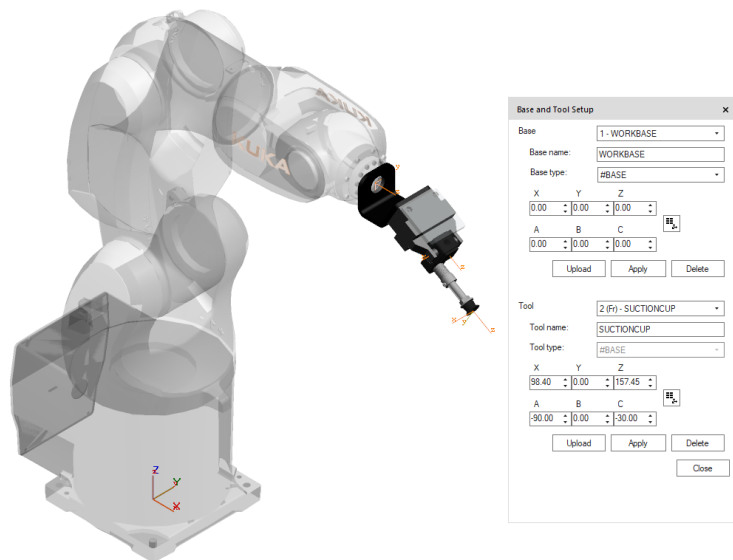 KUKA
KUKA
Z
Y
X
y
x
z
x
y
z
Base and Tool Setup
Base 1 - WORKBASE
Base name: WORKBASE
Base type: #BASE
X Y Z
0.00 0.00 0.00
A B C
0.00 0.00 0.00
Upload Apply Delete
Tool 2 (Fr) - SUCTIONCUP
Tool name: SUCTIONCUP
Tool type: #BASE
X Y Z
98.40 0.00 157.45
A B C
-90.00 0.00 -30.00
Upload Apply Delete
Close